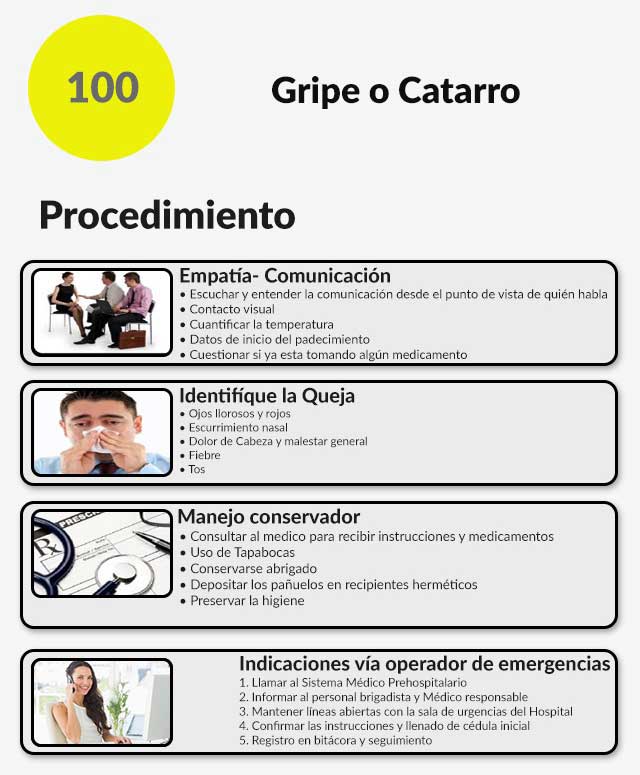 100
Gripe o Catarro
Procedimiento
Empatía- Comunicación
• Escuchar y entender la comunicación desde el punto de vista de quién habla
• Contacto visual
• Cuantificar la temperatura
• Datos de inicio del padecimiento
• Cuestionar si ya esta tomando algún medicamento
Identifíque la Queja
• Ojos llorosos y rojos
• Escurrimiento nasal
• Dolor de Cabeza y malestar general
• Fiebre
• Tos
Manejo conservador
• Consultar al medico para recibir instrucciones y medicamentos
• Uso de Tapabocas
• Conservarse abrigado
• Depositar los pañuelos en recipientes herméticos
• Preservar la higiene
Rx
Indicaciones vía operador de emergencias
1. Llamar al Sistema Médico Prehospitalario
2. Informar al personal brigadista y Médico responsable
3. Mantener líneas abiertas con la sala de urgencias del Hospital
4. Confirmar las instrucciones y llenado de cédula inicial
5. Registro en bitácora y seguimiento